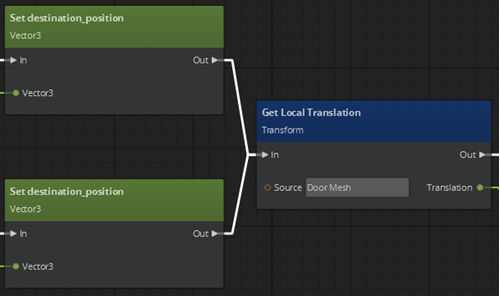 Set destination_position
Vector3
In Out
Vector3
Get Local Translation
Transform
In Out
Source Door Mesh Translation
Set destination_position
Vector3
In Out
Vector3